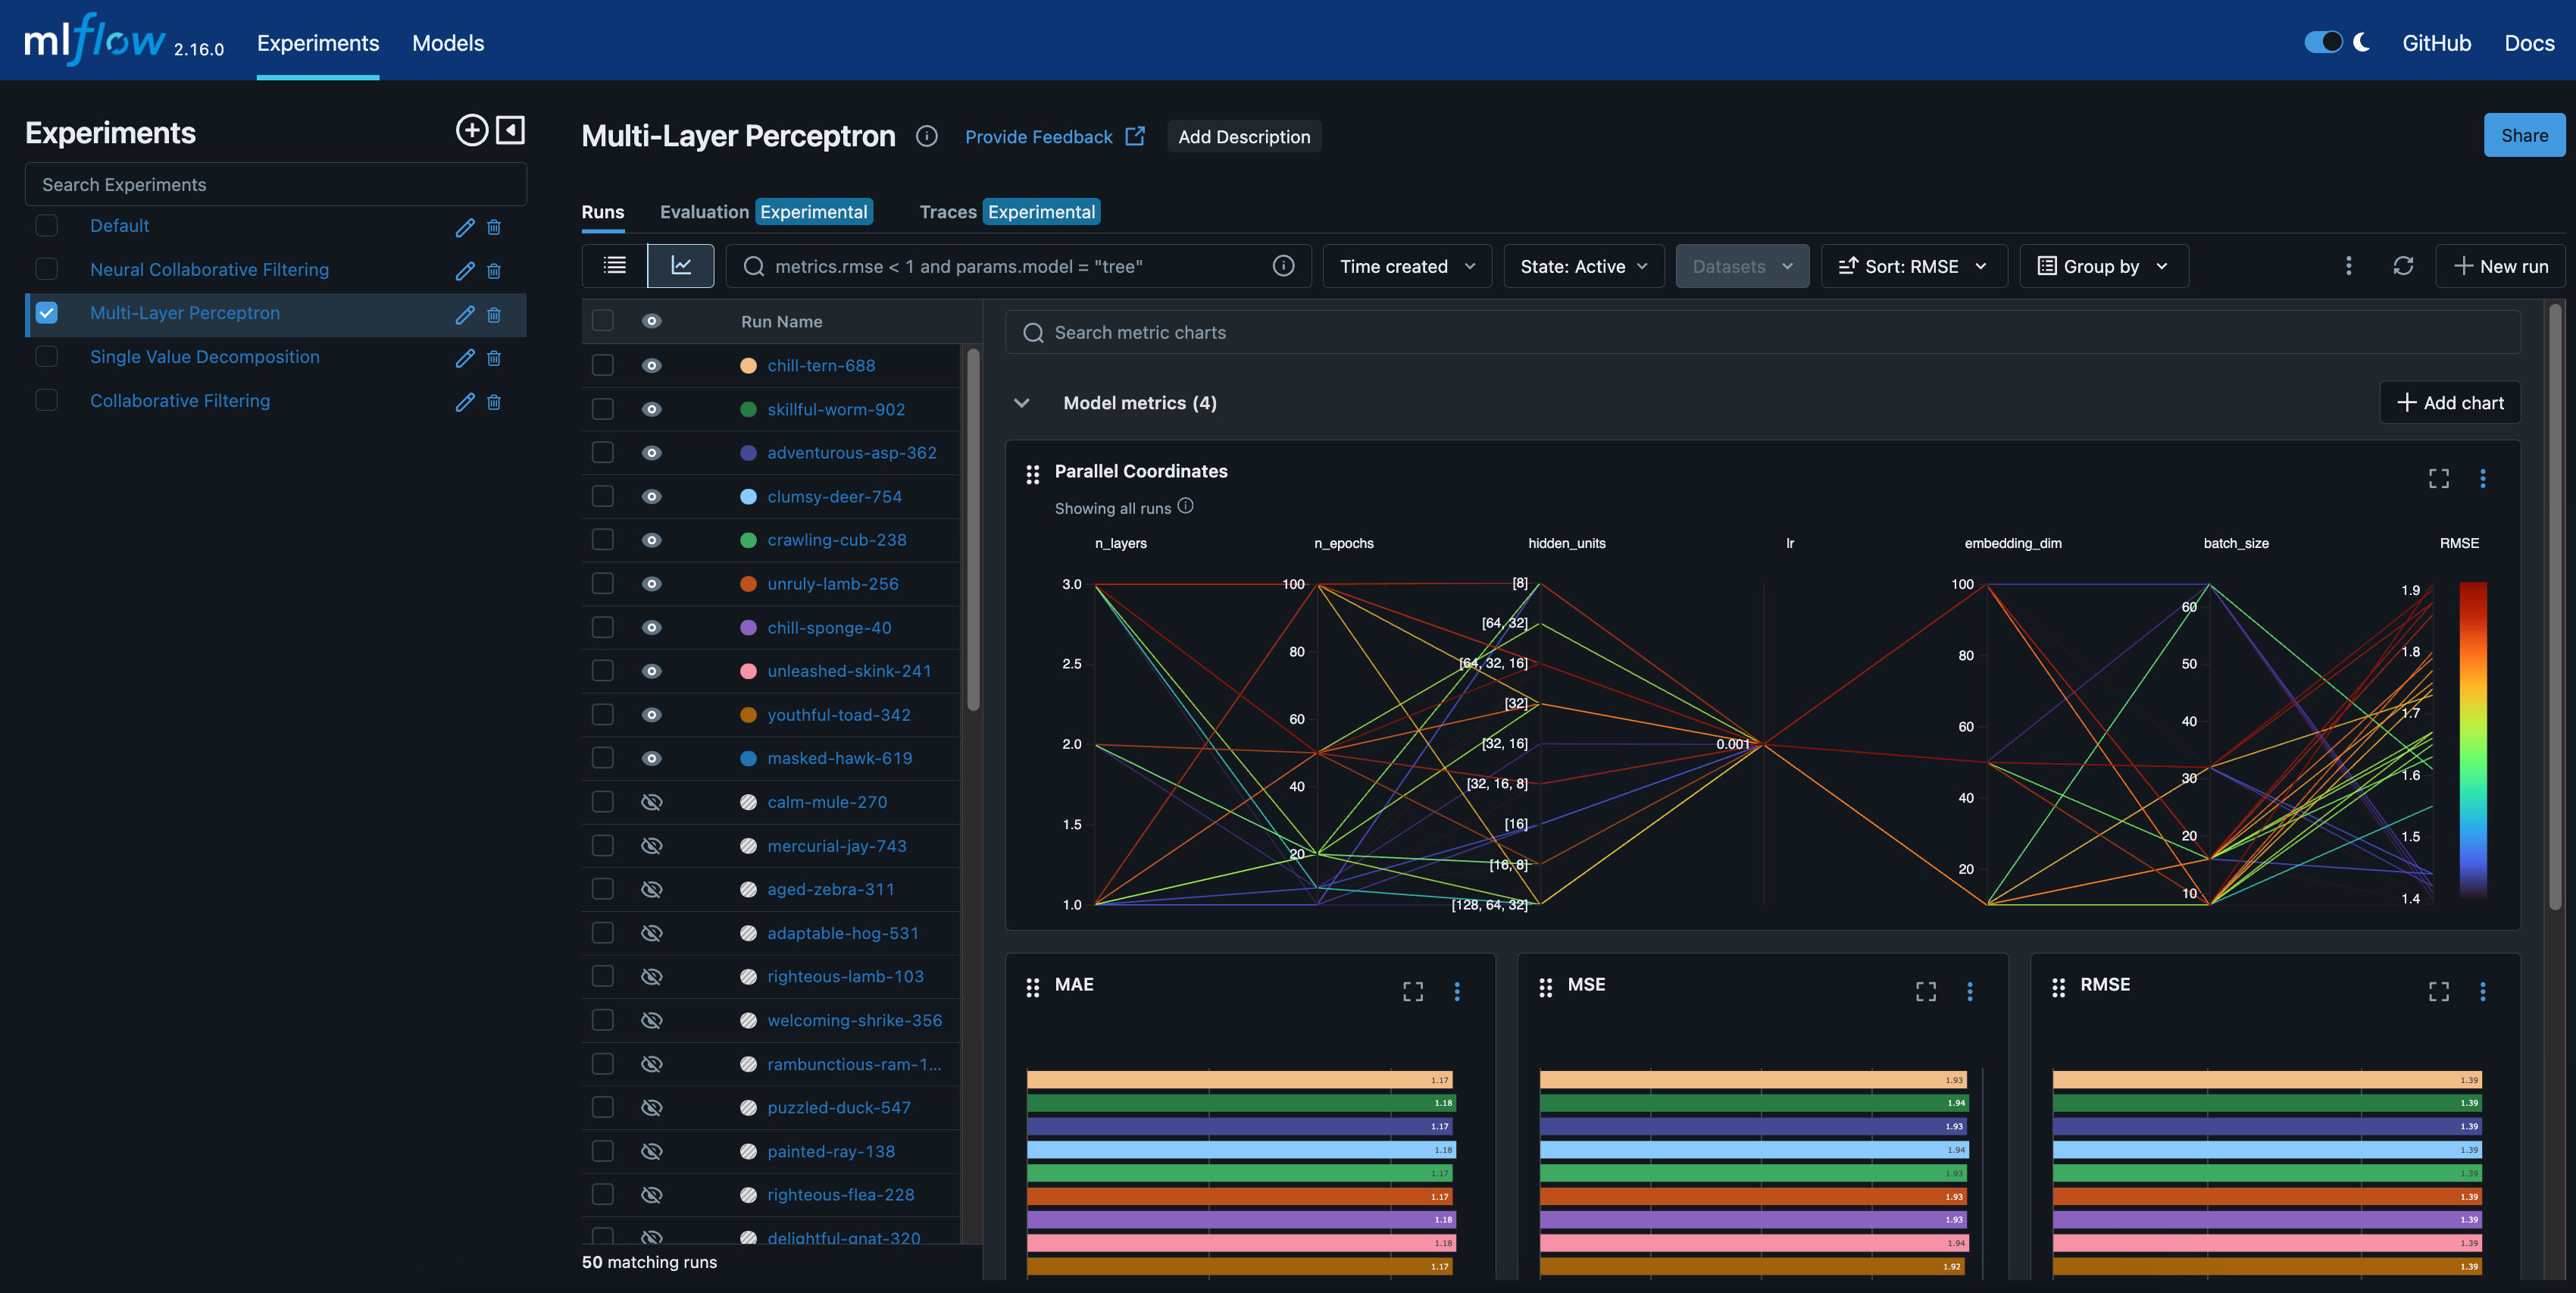 mlflow 2.16.0 Experiments Models GitHub Docs
Experiments
Search Experiments
Default
Neural Collaborative Filtering
Multi-Layer Perceptron
Single Value Decomposition
Collaborative Filtering
Multi-Layer Perceptron Provide Feedback Add Description Share
Runs Evaluation Experimental Traces Experimental
metrics.rmse < 1 and params.model = "tree" Time created State: Active Datasets Sort: RMSE Group by New run
Run Name
chill-tern-688
skillful-worm-902
adventurous-asp-362
clumsy-deer-754
crawling-cub-238
unruly-lamb-256
chill-sponge-40
unleashed-skink-241
youthful-toad-342
masked-hawk-619
calm-mule-270
mercurial-jay-743
aged-zebra-311
adaptable-hog-531
righteous-lamb-103
welcoming-shrike-356
rambunctious-ram-1...
puzzled-duck-547
painted-ray-138
righteous-flea-228
delightful-gnat-320
50 matching runs
Search metric charts
Model metrics (4) Add chart
Parallel Coordinates
Showing all runs
n_layers n_epochs hidden_units lr embedding_dim batch_size RMSE
3.0
2.5
2.0
1.5
1.0
100
80
60
40
20
[8]
[64, 32]
[64, 32, 16]
[32]
[32, 16]
[32, 16, 8]
[16]
[16, 8]
[128, 64, 32]
0.001
100
80
60
40
20
60
50
40
30
20
10
1.9
1.8
1.7
1.6
1.5
1.4
MAE
1.17
1.18
1.17
1.18
1.17
1.17
1.18
1.18
1.17
MSE
1.93
1.94
1.93
1.94
1.93
1.93
1.93
1.94
1.92
RMSE
1.39
1.39
1.39
1.39
1.39
1.39
1.39
1.39
1.39